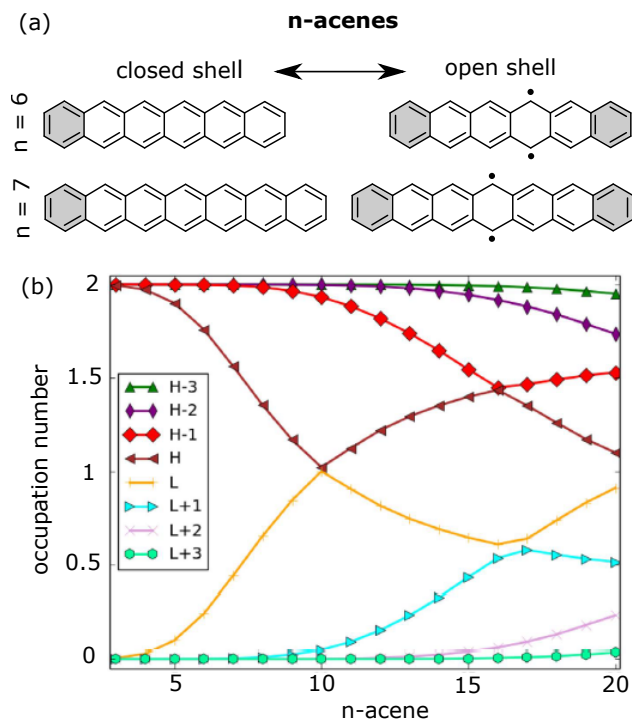 (a)
n-acenes
closed shell
open shell
n = 6
n = 7
(b)
2
1.5
1
0.5
0
occupation number
H-3
H-2
H-1
H
L
L+1
L+2
L+3
5
10
15
20
n-acene